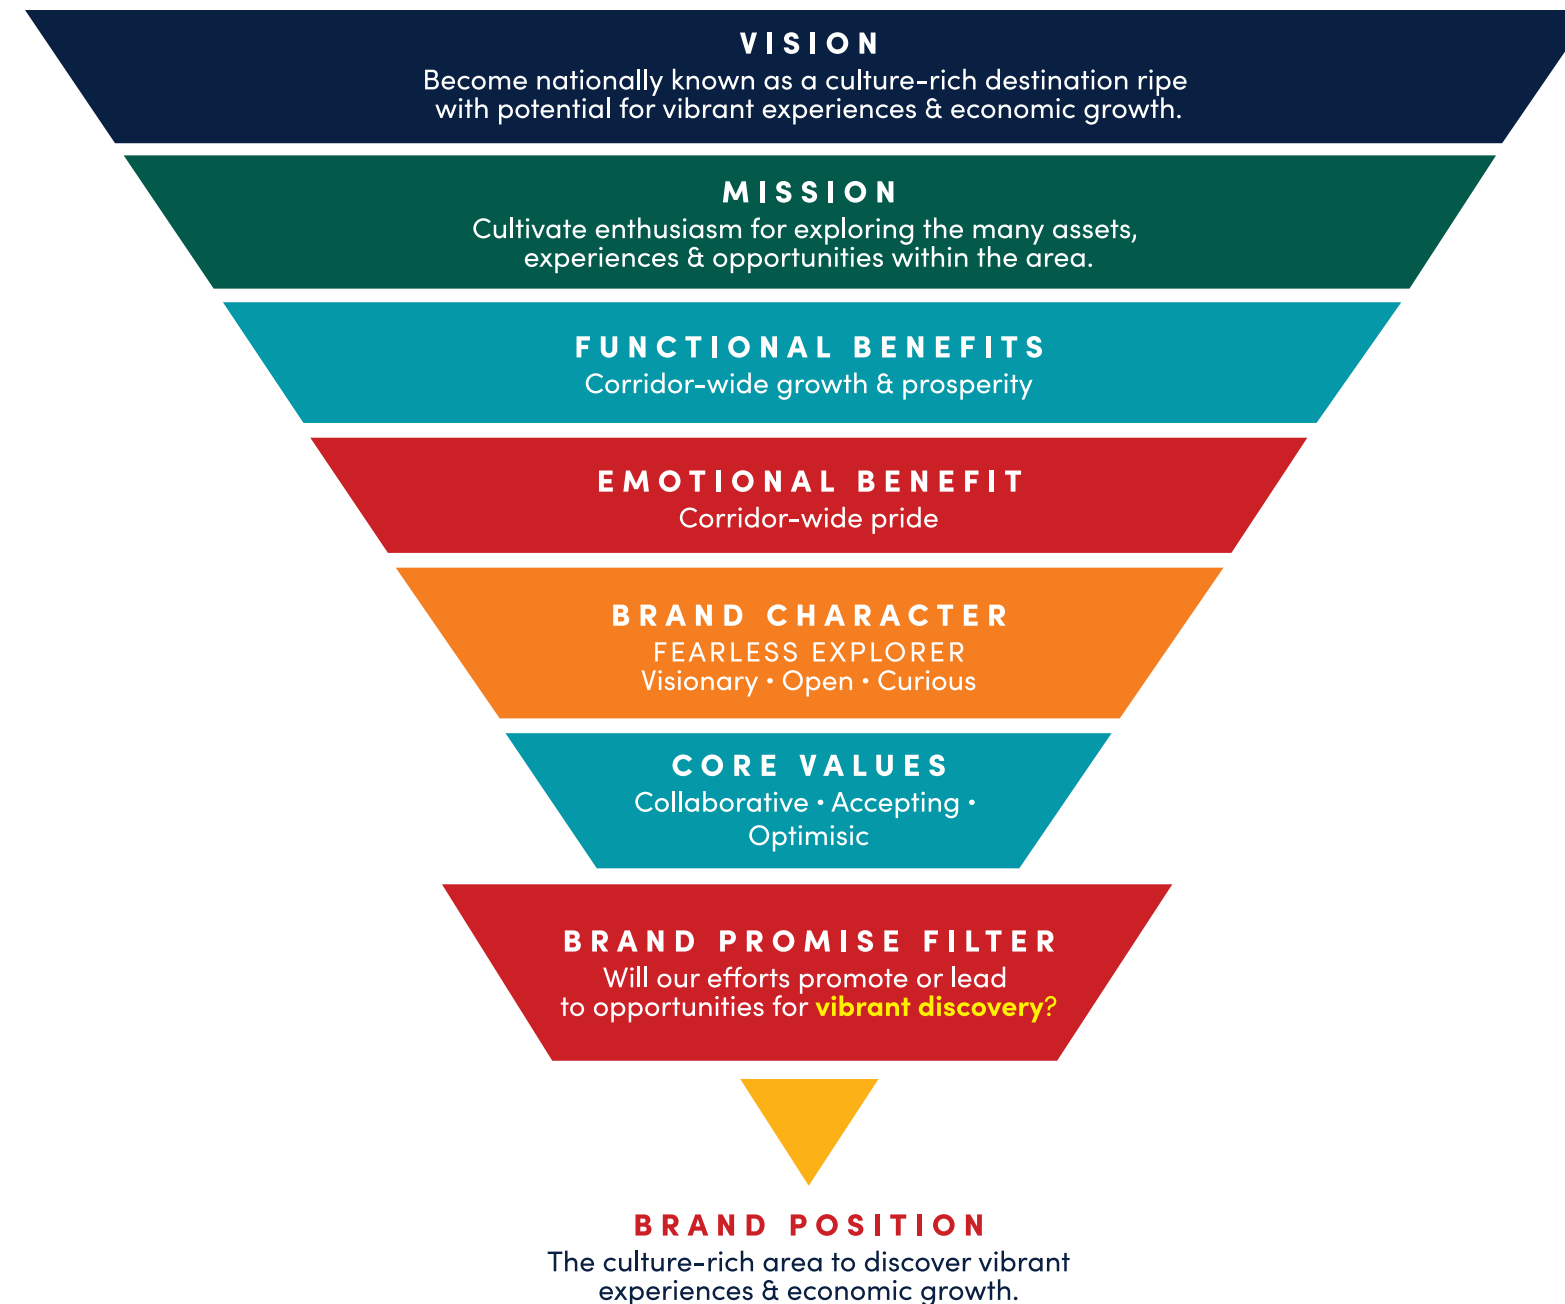 VISION
Become nationally known as a culture-rich destination ripe
with potential for vibrant experiences & economic growth.
MISSION
Cultivate enthusiasm for exploring the many assets,
experiences & opportunities within the area.
FUNCTIONAL BENEFITS
Corridor-wide growth & prosperity
EMOTIONAL BENEFIT
Corridor-wide pride
BRAND CHARACTER
FEARLESS EXPLORER
Visionary • Open • Curious
CORE VALUES
Collaborative • Accepting •
Optimisic
BRAND PROMISE FILTER
Will our efforts promote or lead
to opportunities for vibrant discovery?
BRAND POSITION
The culture-rich area to discover vibrant
experiences & economic growth.